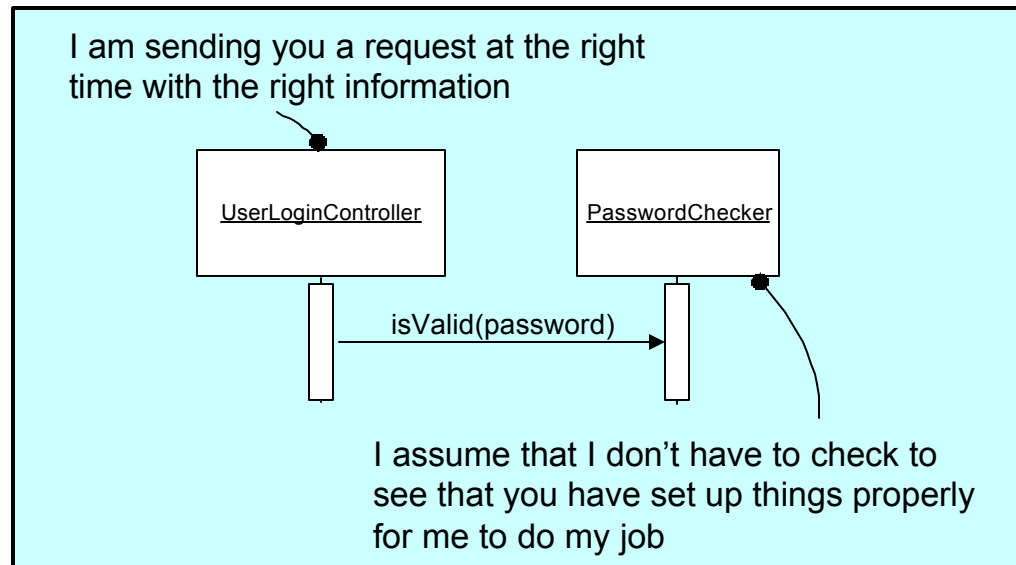 I am sending you a request at the right
time with the right information
UserLoginController
PasswordChecker
isValid(password)
I assume that I don’t have to check to
see that you have set up things properly
for me to do my job